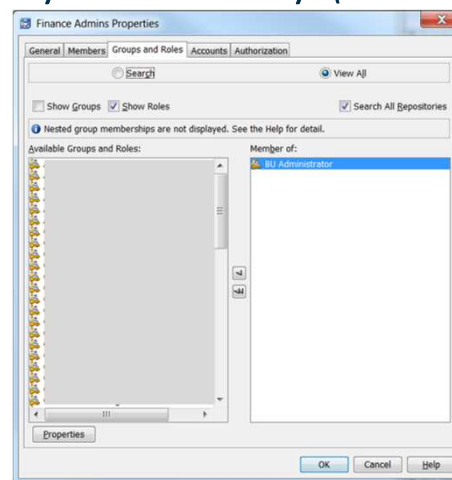 Finance Admins Properties
General Members Groups and Roles Accounts Authorization
Search View All
Show Groups Show Roles Search All Repositories
Nested group memberships are not displayed. See the Help for detail.
Available Groups and Roles: Member of:
BU Administrator
Properties
OK Cancel Help